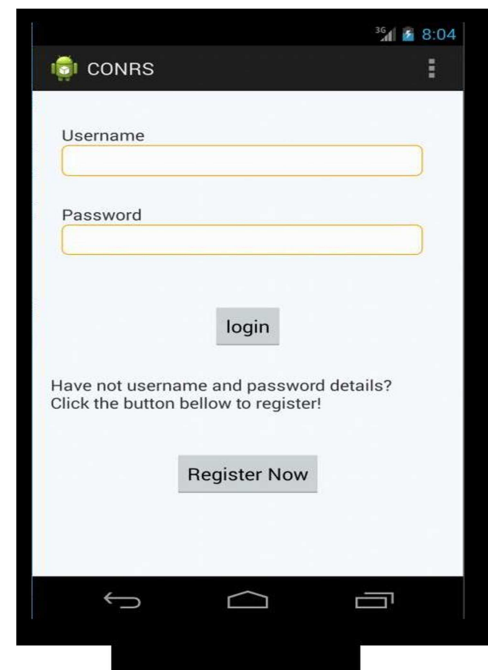 3G 8:04
CONRS
Username
Password
login
Have not username and password details?
Click the button bellow to register!
Register Now